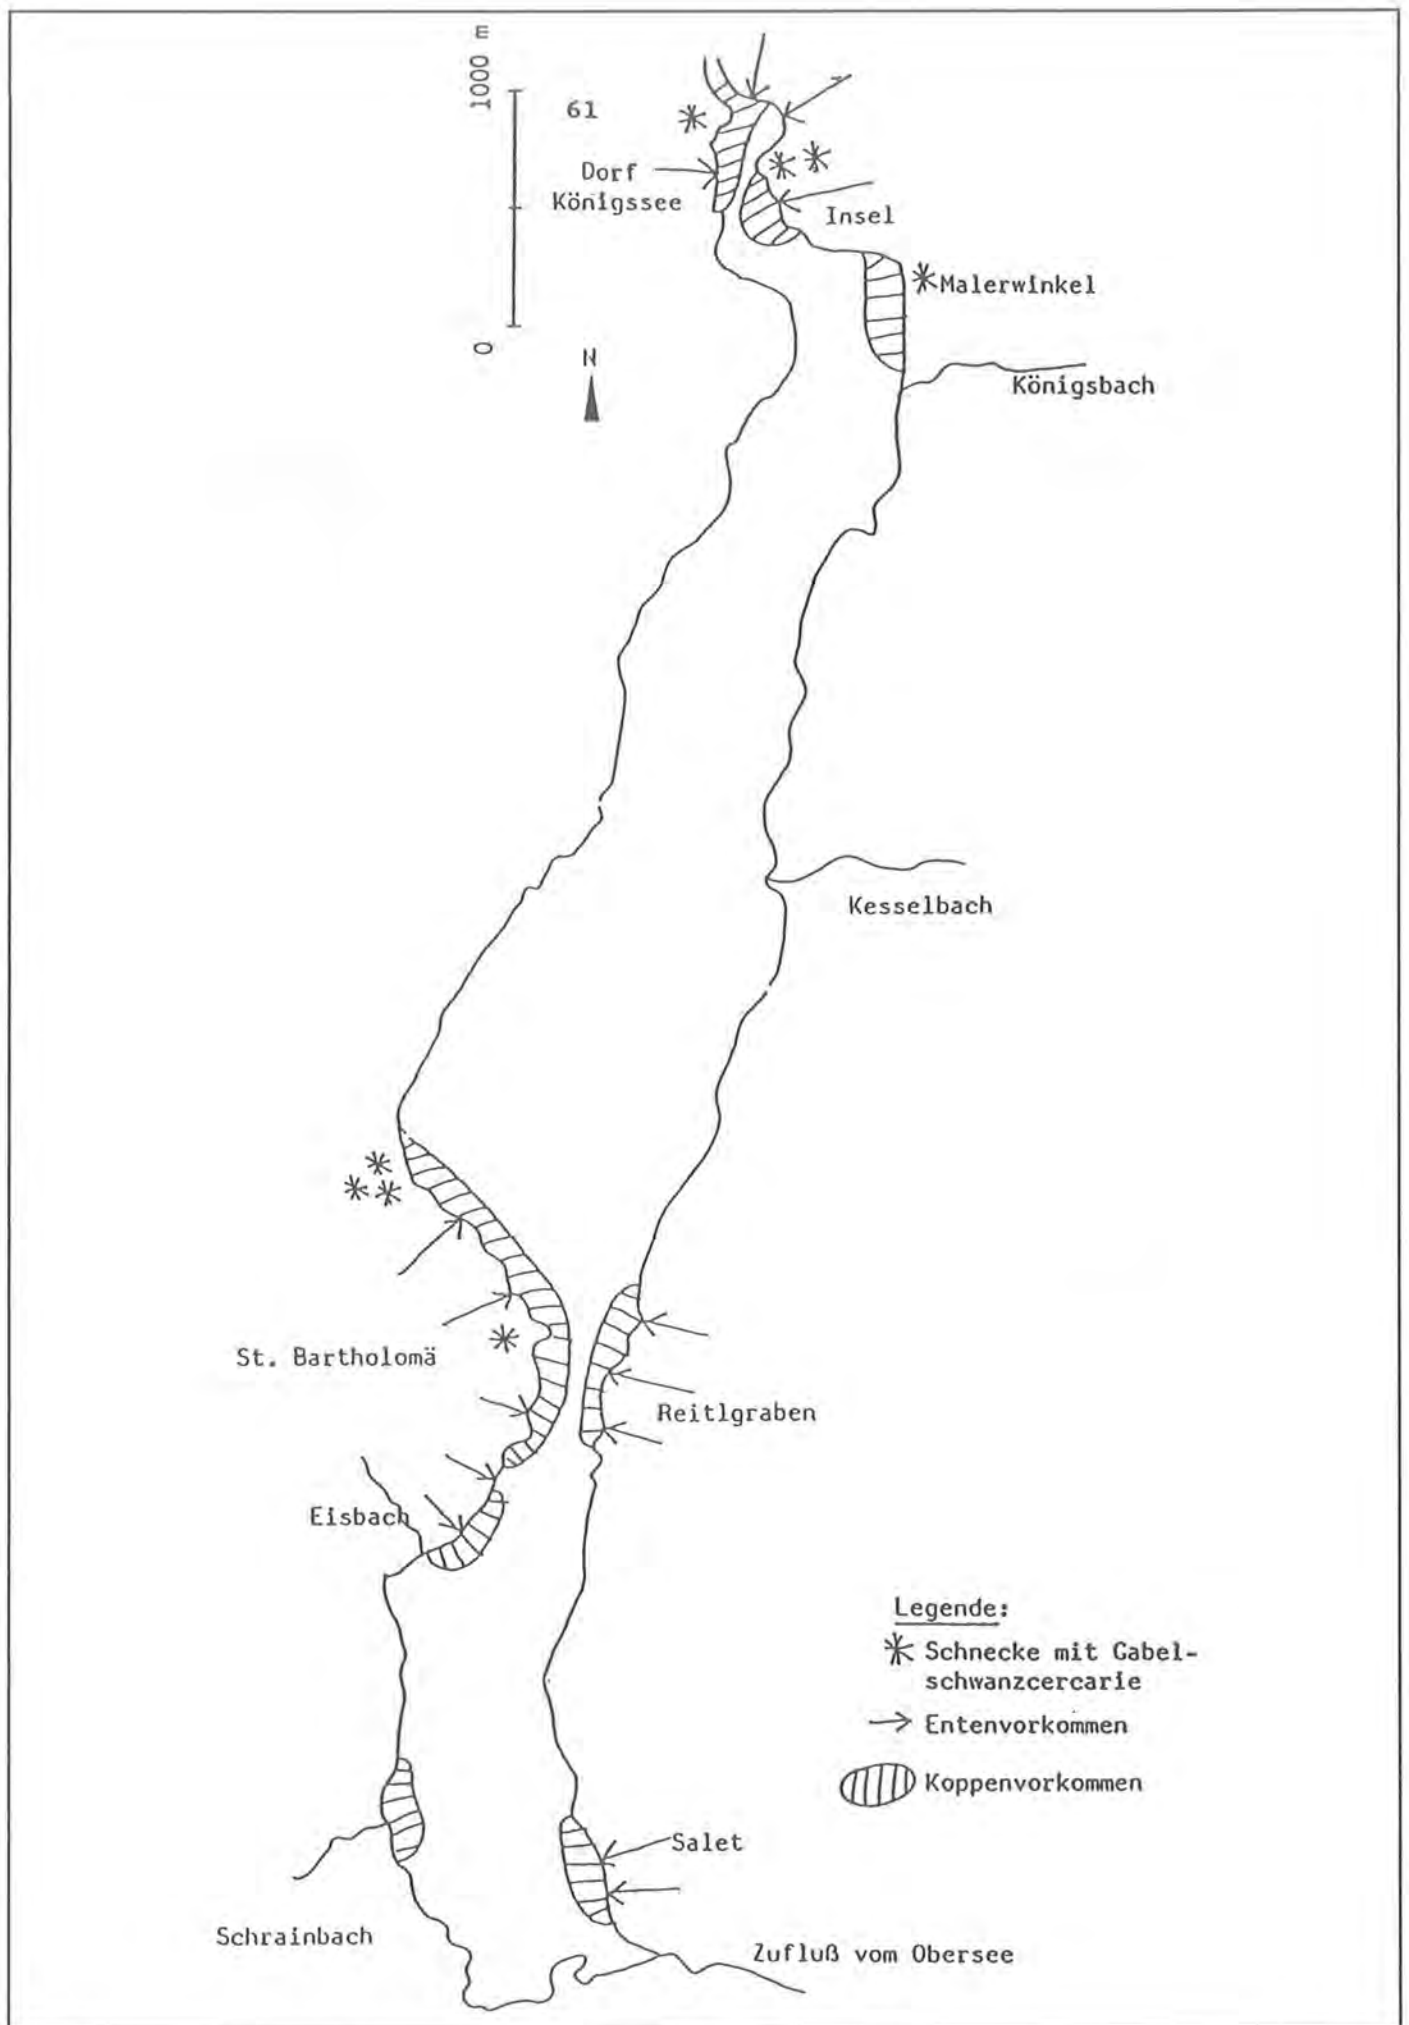 1000 m
61
Dorf
Königssee
Insel
Malerwinkel
0
N
Königsbach
Kesselbach
St. Bartholomä
Reitlgraben
Eisbach
Legende:
Schnecke mit Gabel-
schwanzcercarie
Entenvorkommen
Koppenvorkommen
Salet
Schrainbach
Zufluß vom Obersee